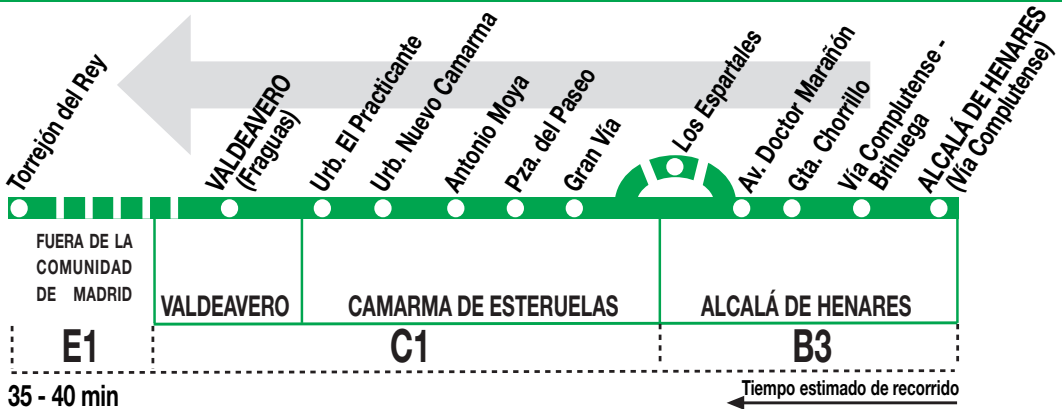 Torrejón del Rey
VALDEAVERO
(Fraguas)
Urb. El Practicante
Urb. Nuevo Camarma
Antonio Moya
Pza. del Paseo
Gran Vía
Los Espartales
Av. Doctor Marañón
Gta. Chorrillo
Vía Complutense -
Brihuega
ALCALÁ DE HENARES
(Vía Complutense)
FUERA DE LA
COMUNIDAD
DE MADRID
VALDEAVERO
CAMARMA DE ESTERUELAS
ALCALÁ DE HENARES
E1
C1
B3
35 - 40 min
Tiempo estimado de recorrido